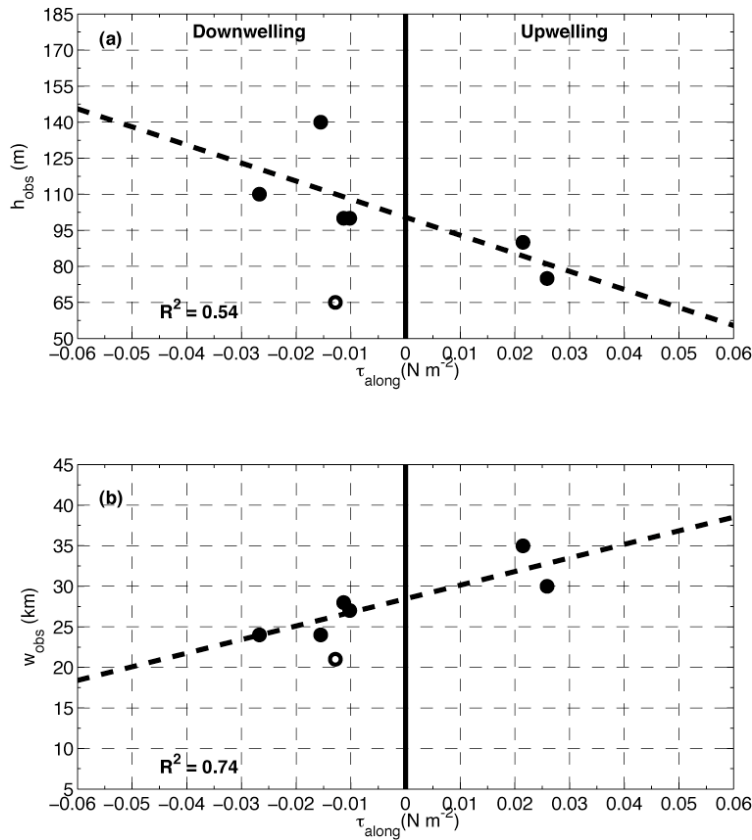 (a)
Downwelling
Upwelling
h_obs (m)
185
170
155
140
125
110
95
80
65
50
R² = 0.54
−0.06 −0.05 −0.04 −0.03 −0.02 −0.01 0 0.01 0.02 0.03 0.04 0.05 0.06
τ_along(N m⁻²)
(b)
w_obs (km)
45
40
35
30
25
20
15
10
5
R² = 0.74
−0.06 −0.05 −0.04 −0.03 −0.02 −0.01 0 0.01 0.02 0.03 0.04 0.05 0.06
τ_along(N m⁻²)